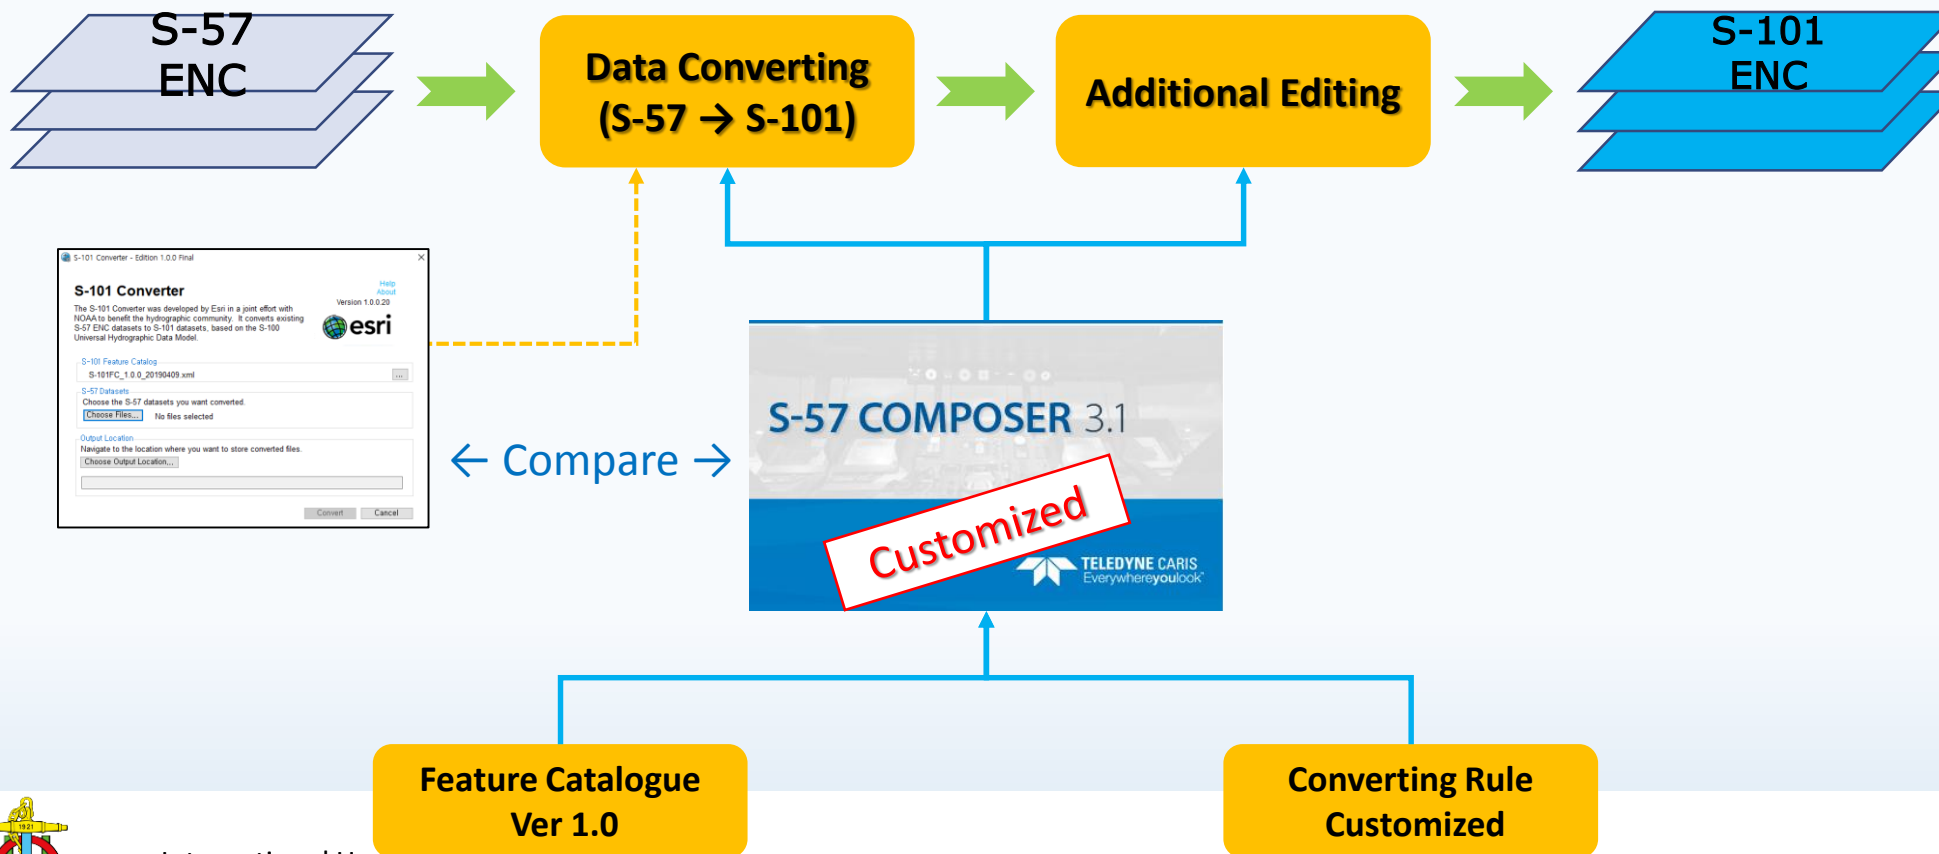 S-57
ENC
Data Converting
(S-57 → S-101)
Additional Editing
S-101
ENC
S-101 Converter - Edition 1.0.0 Final
S-101 Converter
Help
About
Version 1.0.0.20
The S-101 Converter was developed by Esri in a joint effort with
NOAA to benefit the hydrographic community. It converts existing
S-57 ENC datasets to S-101 datasets, based on the S-100
Universal Hydrographic Data Model.
esri
S-101 Feature Catalog
S-101FC_1.0.0_20190409.xml
...
S-57 Datasets
Choose the S-57 datasets you want converted.
Choose Files...
No files selected
Output Location
Navigate to the location where you want to store converted files.
Choose Output Location...
Convert
Cancel
← Compare →
S-57 COMPOSER 3.1
Customized
TELEDYNE CARIS
Everywhereyoulook
Feature Catalogue
Ver 1.0
Converting Rule
Customized
1921